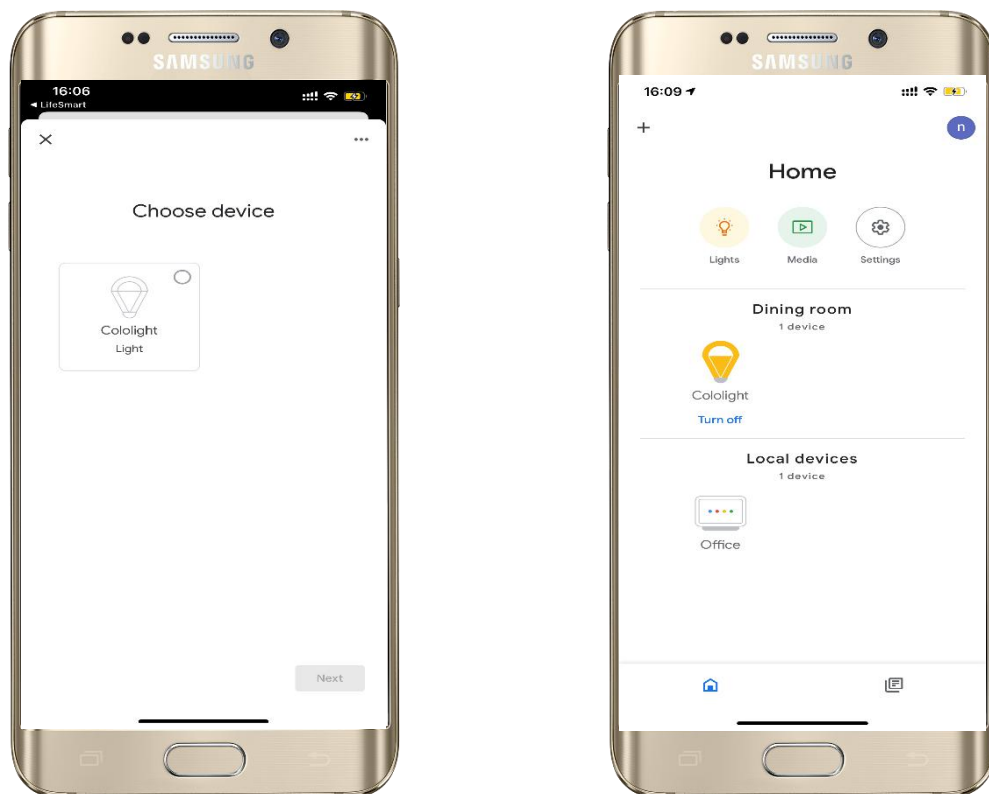 SAMSUNG
16:06
◄ LifeSmart
Choose device
Cololight
Light
Next
SAMSUNG
16:09
n
Home
Lights
Media
Settings
Dining room
1 device
Cololight
Turn off
Local devices
1 device
Office